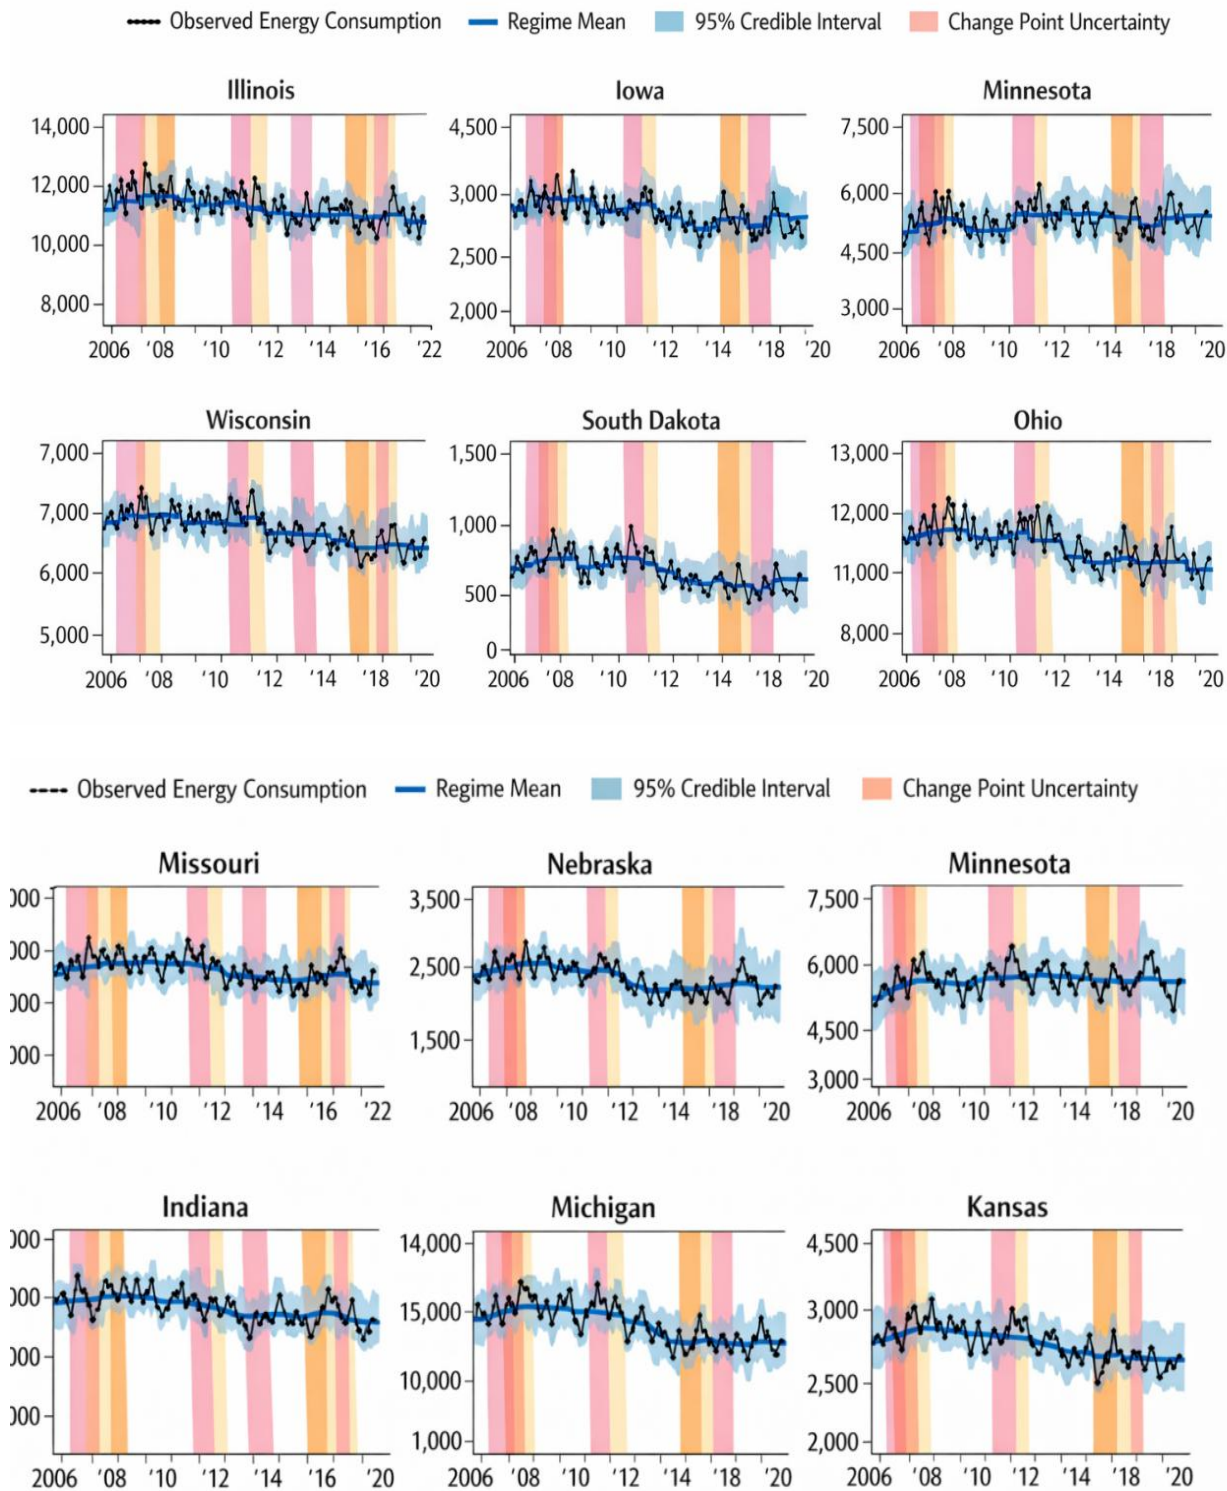 Observed Energy Consumption Regime Mean 95% Credible Interval Change Point Uncertainty
Illinois
14,000
12,000
10,000
8,000
2006 '08 '10 '12 '14 '16 '22
Iowa
4,500
3,000
2,500
2,000
2006 '08 '10 '12 '14 '18 '20
Minnesota
7,500
6,000
4,500
3,000
2006 '08 '10 '12 '14 '18 '20
Wisconsin
7,000
7,000
6,000
5,000
2006 '08 '10 '12 '14 '18 '20
South Dakota
1,500
1,000
500
0
2006 '08 '10 '12 '14 '18 '20
Ohio
13,000
12,000
11,000
8,000
2006 '08 '10 '12 '14 '18 '20
Observed Energy Consumption Regime Mean 95% Credible Interval Change Point Uncertainty
Missouri
000
000
000
000
2006 '08 '10 '12 '14 '16 '22
Nebraska
3,500
2,500
1,500
2006 '08 '10 '12 '14 '18 '20
Minnesota
7,500
6,000
4,500
3,000
2006 '08 '10 '12 '14 '18 '20
Indiana
000
000
000
000
2006 '08 '10 '12 '14 '16 '20
Michigan
14,000
15,000
10,000
1,000
2006 '08 '10 '12 '14 '18 '20
Kansas
4,500
3,000
2,500
2,000
2006 '08 '10 '12 '14 '18 '20